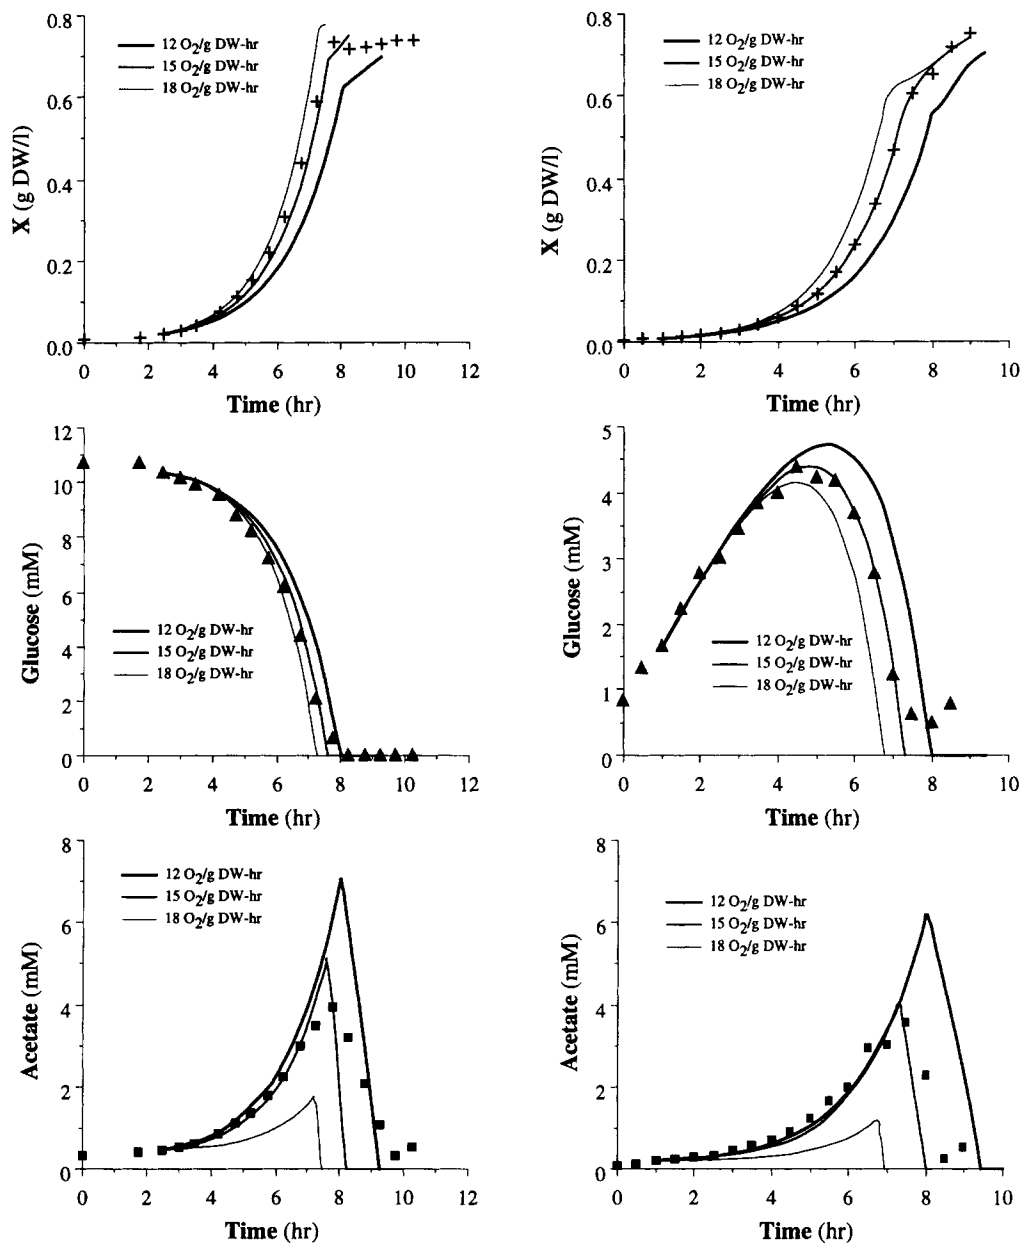 0.8
0.6
0.4
0.2
0.0
X (g DW/l)
12 O2/g DW-hr
15 O2/g DW-hr
18 O2/g DW-hr
0 2 4 6 8 10 12
Time (hr)
0.8
0.6
0.4
0.2
0.0
X (g DW/l)
12 O2/g DW-hr
15 O2/g DW-hr
18 O2/g DW-hr
0 2 4 6 8 10
Time (hr)
12
10
8
6
4
2
0
Glucose (mM)
12 O2/g DW-hr
15 O2/g DW-hr
18 O2/g DW-hr
0 2 4 6 8 10 12
Time (hr)
5
4
3
2
1
0
Glucose (mM)
12 O2/g DW-hr
15 O2/g DW-hr
18 O2/g DW-hr
0 2 4 6 8 10
Time (hr)
8
6
4
2
0
Acetate (mM)
12 O2/g DW-hr
15 O2/g DW-hr
18 O2/g DW-hr
0 2 4 6 8 10 12
Time (hr)
8
6
4
2
0
Acetate (mM)
12 O2/g DW-hr
15 O2/g DW-hr
18 O2/g DW-hr
0 2 4 6 8 10
Time (hr)